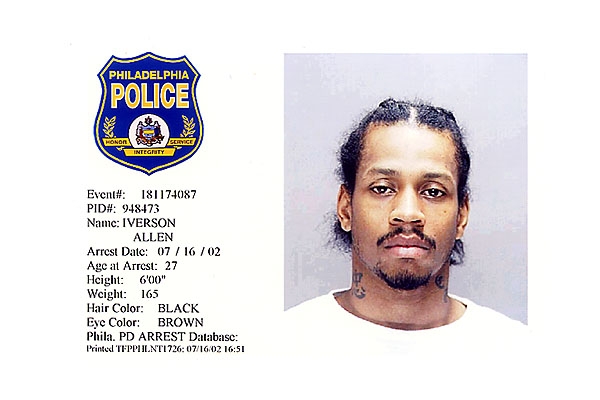 PHILADELPHIA
POLICE
HONOR SERVICE
INTEGRITY
Event#: 181174087
PID#: 948473
Name: IVERSON
ALLEN
Arrest Date: 07 / 16 / 02
Age at Arrest: 27
Height: 6'00"
Weight: 165
Hair Color: BLACK
Eye Color: BROWN
Phila. PD ARREST Database:
Printed TFPPHLNT1726: 07/16/02 16:51